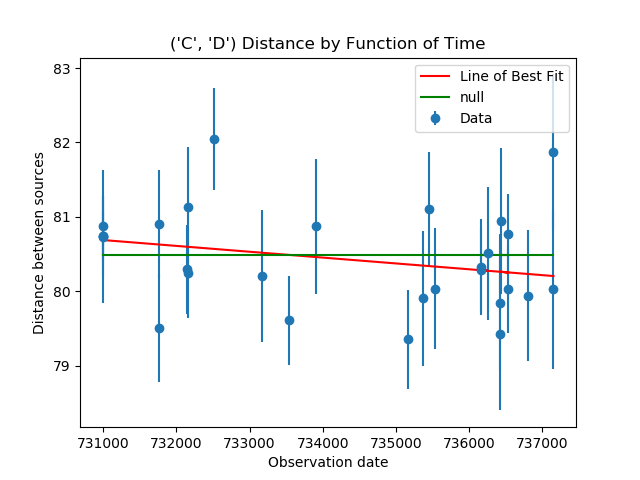 ('C', 'D') Distance by Function of Time
83
82
81
80
79
Distance between sources
Line of Best Fit
null
Data
731000 732000 733000 734000 735000 736000 737000
Observation date